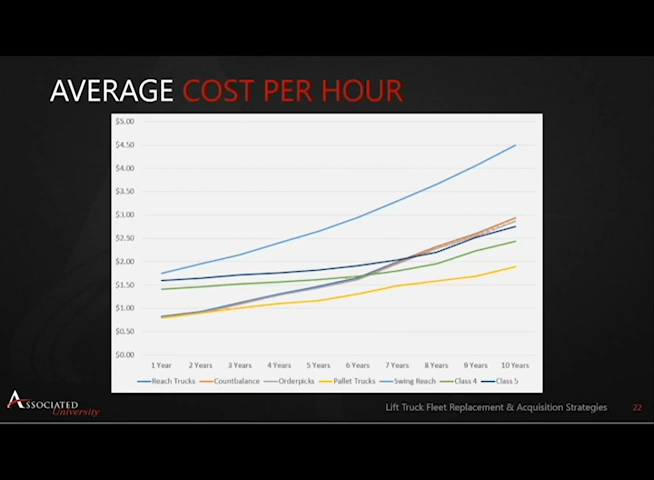 AVERAGE COST PER HOUR
$5.00
$4.50
$4.00
$3.50
$3.00
$2.50
$2.00
$1.50
$1.00
$0.50
$0.00
1 Year 2 Years 3 Years 4 Years 5 Years 6 Years 7 Years 8 Years 9 Years 10 Years
Reach Trucks Countbalance Orderpicks Pallet Trucks Swing Reach Class 4 Class 5
ASSOCIATED
University
Lift Truck Fleet Replacement & Acquisition Strategies 22